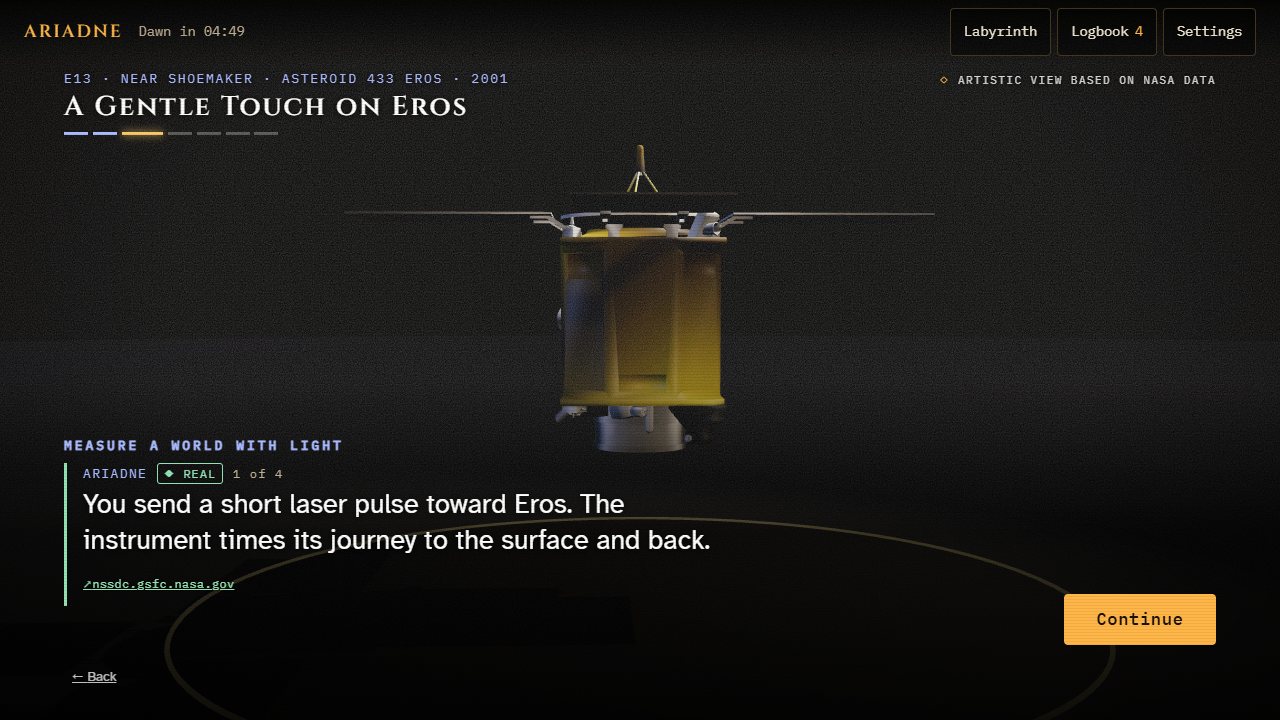 ARIADNE Dawn in 04:49 Labyrinth Logbook 4 Settings
E13 · NEAR SHOEMAKER · ASTEROID 433 EROS · 2001
◇ ARTISTIC VIEW BASED ON NASA DATA
A Gentle Touch on Eros
MEASURE A WORLD WITH LIGHT
ARIADNE ◆ REAL 1 of 4
You send a short laser pulse toward Eros. The
instrument times its journey to the surface and back.
↗nssdc.gsfc.nasa.gov
Continue
← Back